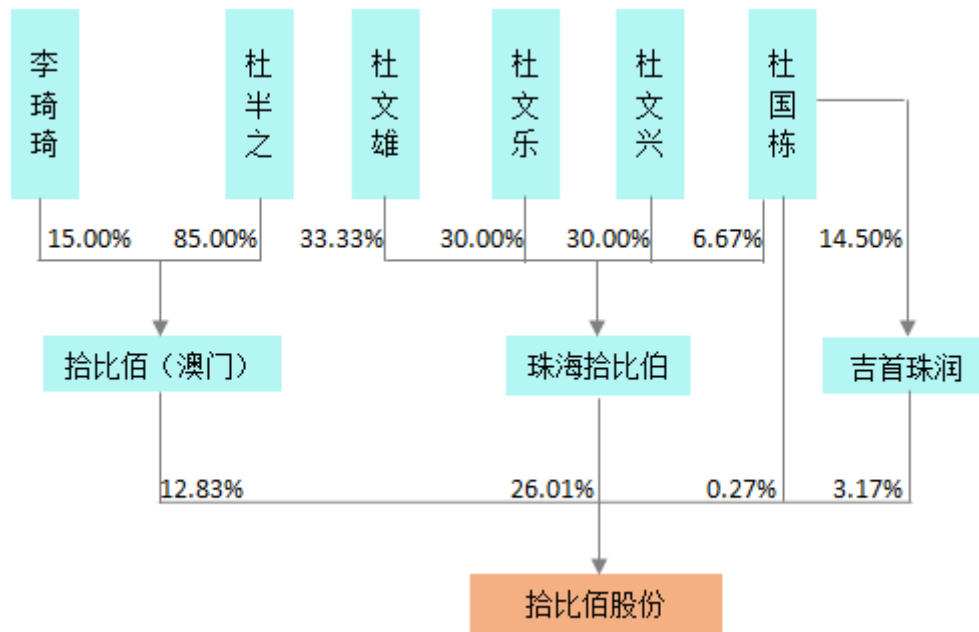 李琦琦
杜半之
杜文雄
杜文乐
杜文兴
杜国栋
15.00%
85.00%
33.33%
30.00%
30.00%
6.67%
14.50%
拾比佰（澳门）
珠海拾比伯
吉首珠润
12.83%
26.01%
0.27%
3.17%
拾比佰股份